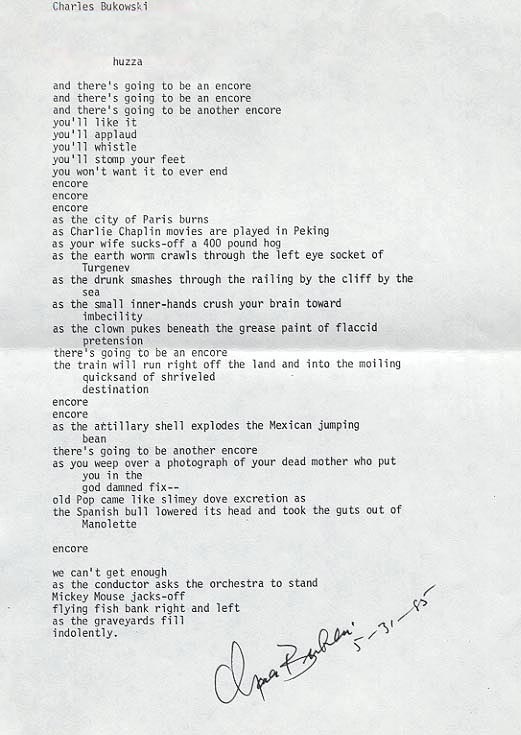 Charles Bukowski
huzza
and there's going to be an encore
and there's going to be an encore
and there's going to be another encore
you'll like it
you'll applaud
you'll whistle
you'll stomp your feet
you won't want it to ever end
encore
encore
encore
as the city of Paris burns
as Charlie Chaplin movies are played in Peking
as your wife sucks-off a 400 pound hog
as the earth worm crawls through the left eye socket of
Turgenev
as the drunk smashes through the railing by the cliff by the
sea
as the small inner-hands crush your brain toward
imbecility
as the clown pukes beneath the grease paint of flaccid
pretension
there's going to be an encore
the train will run right off the land and into the moiling
quicksand of shriveled
destination
encore
encore
as the attillary shell explodes the Mexican jumping
bean
there's going to be another encore
as you weep over a photograph of your dead mother who put
you in the
god damned fix--
old Pop came like slimey dove excretion as
the Spanish bull lowered its head and took the guts out of
Manolette
encore
we can't get enough
as the conductor asks the orchestra to stand
Mickey Mouse jacks-off
flying fish bank right and left
as the graveyards fill
indolently.
5-31-85